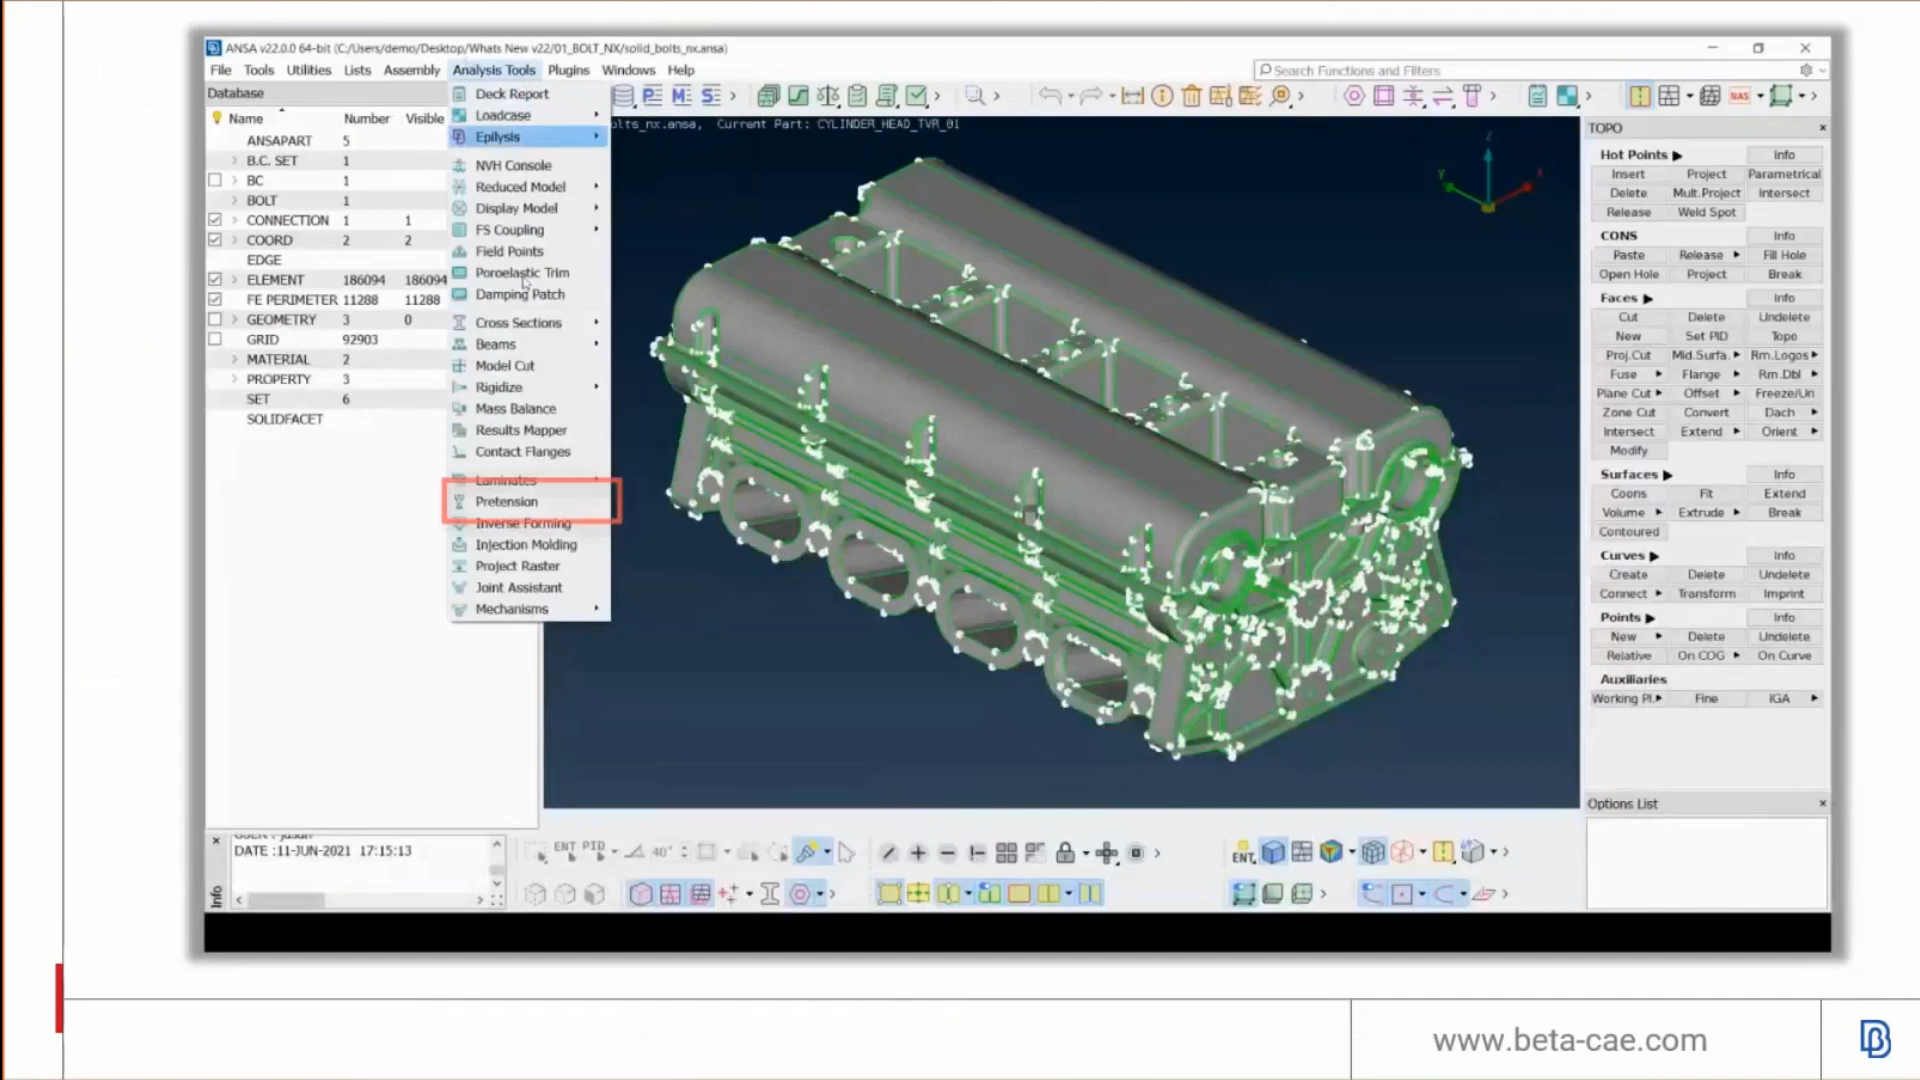 ANSA v22.0.0 64-bit (C:/Users/demo/Desktop/Whats New v22/01_BOLT_NX/solid_bolts_nx.ansa)
File Tools Utilities Lists Assembly Analysis Tools Plugins Windows Help
Search Functions and Filters
Database
Name Number Visible
ANSAPART 5
B.C. SET 1
BC 1
BOLT 1
CONNECTION 1 1
COORD 2 2
EDGE
ELEMENT 186094 186094
FE PERIMETER 11288 11288
GEOMETRY 3 0
GRID 92903
MATERIAL 2
PROPERTY 3
SET 6
SOLIDFACET
Deck Report
Loadcase
Epilysis
NVH Console
Reduced Model
Display Model
FS Coupling
Field Points
Poroelastic Trim
Damping Patch
Cross Sections
Beams
Model Cut
Rigidize
Mass Balance
Results Mapper
Contact Flanges
Laminates
Pretension
Inverse Forming
Injection Molding
Project Raster
Joint Assistant
Mechanisms
P M S
NAS
olts_nx.ansa, Current Part: CYLINDER_HEAD_TVR_01
Z
Y X
TOPO
Hot Points Info
Insert Project Parametrical
Delete Mult.Project Intersect
Release Weld Spot
CONS Info
Paste Release Fill Hole
Open Hole Project Break
Faces Info
Cut Delete Undelete
New Set PID Topo
Proj.Cut Mid.Surfa. Rm.Logos
Fuse Flange Rm.Dbl
Plane Cut Offset Freeze/Un
Zone Cut Convert Dach
Intersect Extend Orient
Modify
Surfaces Info
Coons Fit Extend
Volume Extrude Break
Contoured
Curves Info
Create Delete Undelete
Connect Transform Imprint
Points Info
New Delete Undelete
Relative On COG On Curve
Auxiliaries
Working Pl. Fine IGA
Options List
DATE :11-JUN-2021 17:15:13
Info
ENT PID 40°
ENT
www.beta-cae.com